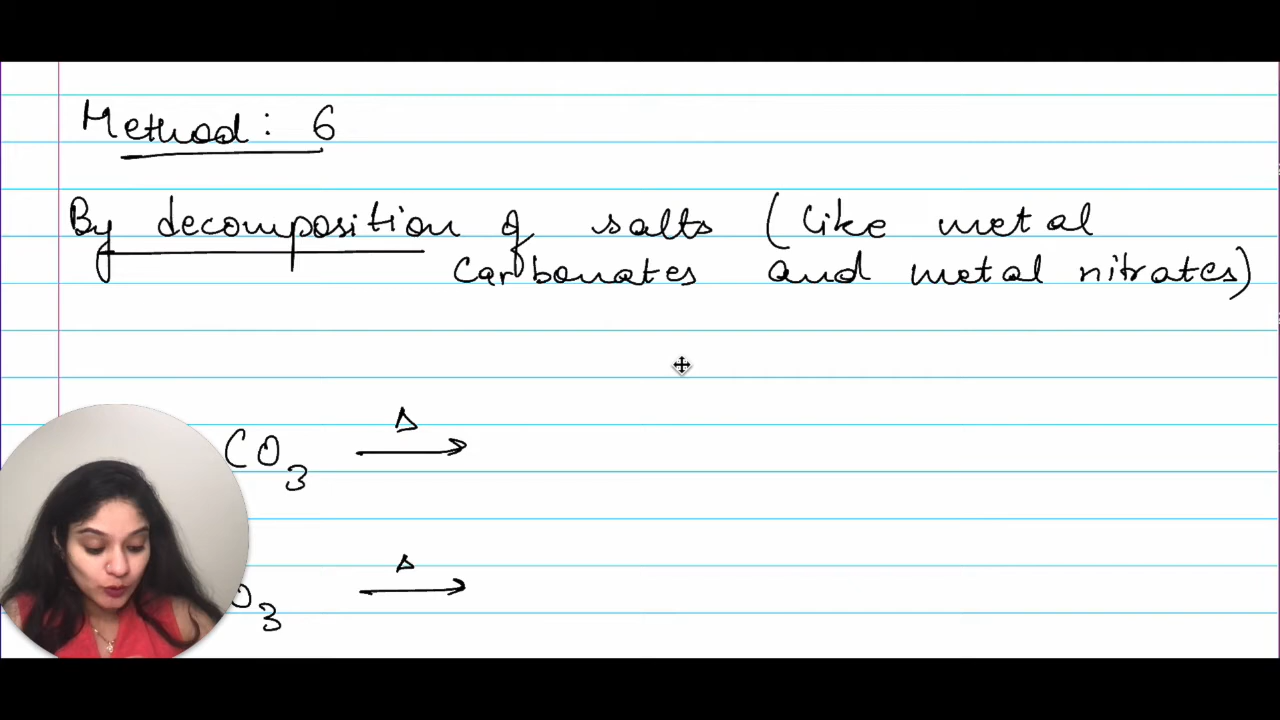 Method: 6
By decomposition of salts (like metal
carbonates and metal nitrates)
CO3 Δ →
O3 Δ →